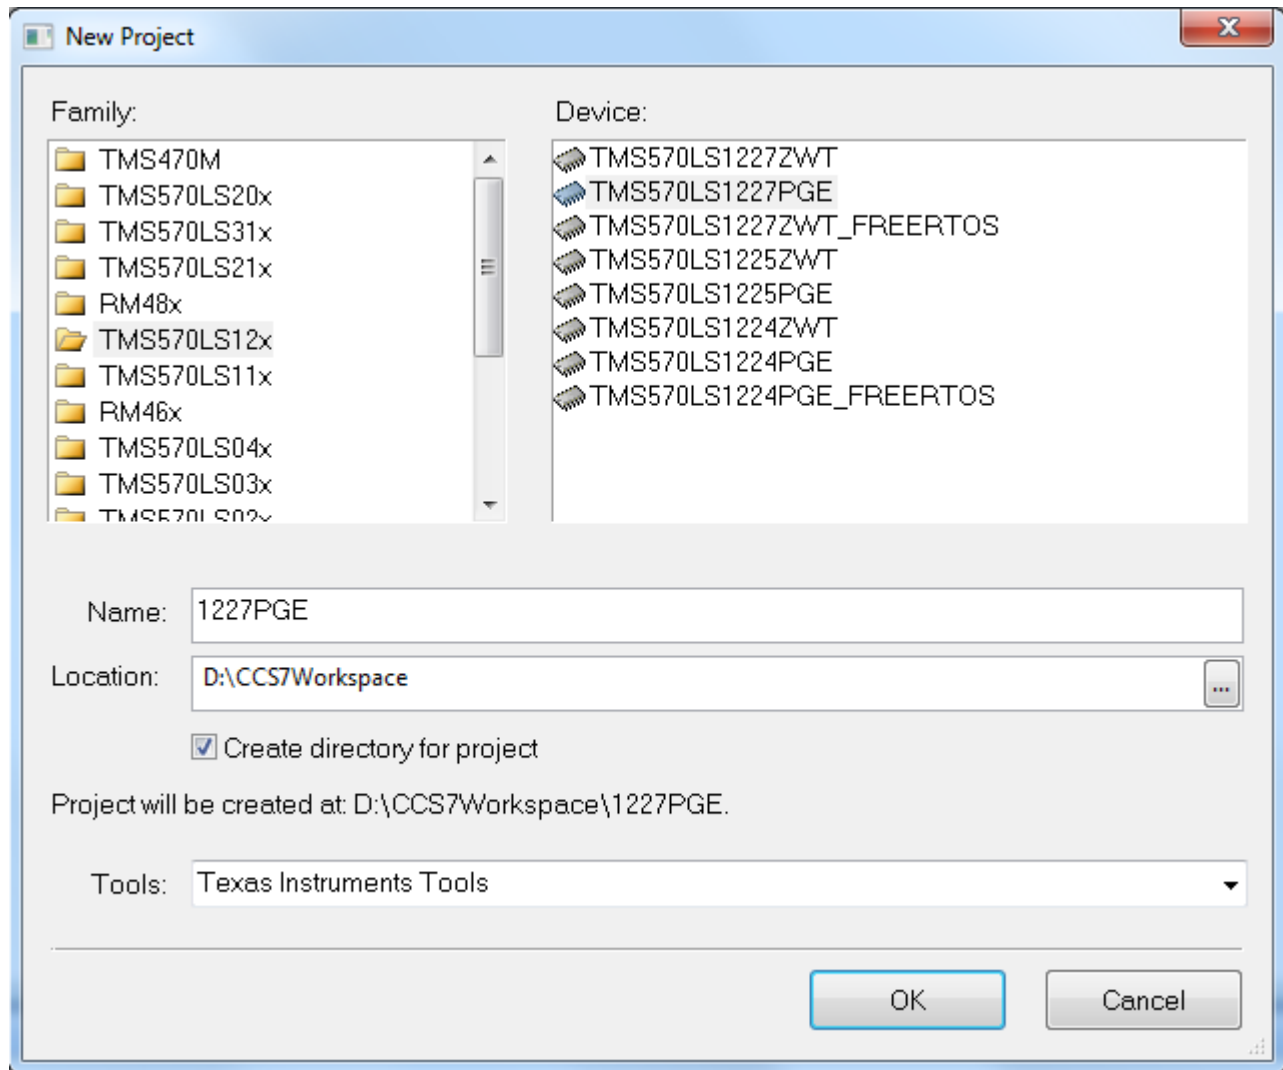 New Project
Family:
TMS470M
TMS570LS20x
TMS570LS31x
TMS570LS21x
RM48x
TMS570LS12x
TMS570LS11x
RM46x
TMS570LS04x
TMS570LS03x
TMS570LS02x
Device:
TMS570LS1227ZWT
TMS570LS1227PGE
TMS570LS1227ZWT_FREERTOS
TMS570LS1225ZWT
TMS570LS1225PGE
TMS570LS1224ZWT
TMS570LS1224PGE
TMS570LS1224PGE_FREERTOS
Name: 1227PGE
Location: D:\CCS7Workspace ...
Create directory for project
Project will be created at: D:\CCS7Workspace\1227PGE.
Tools: Texas Instruments Tools
OK Cancel